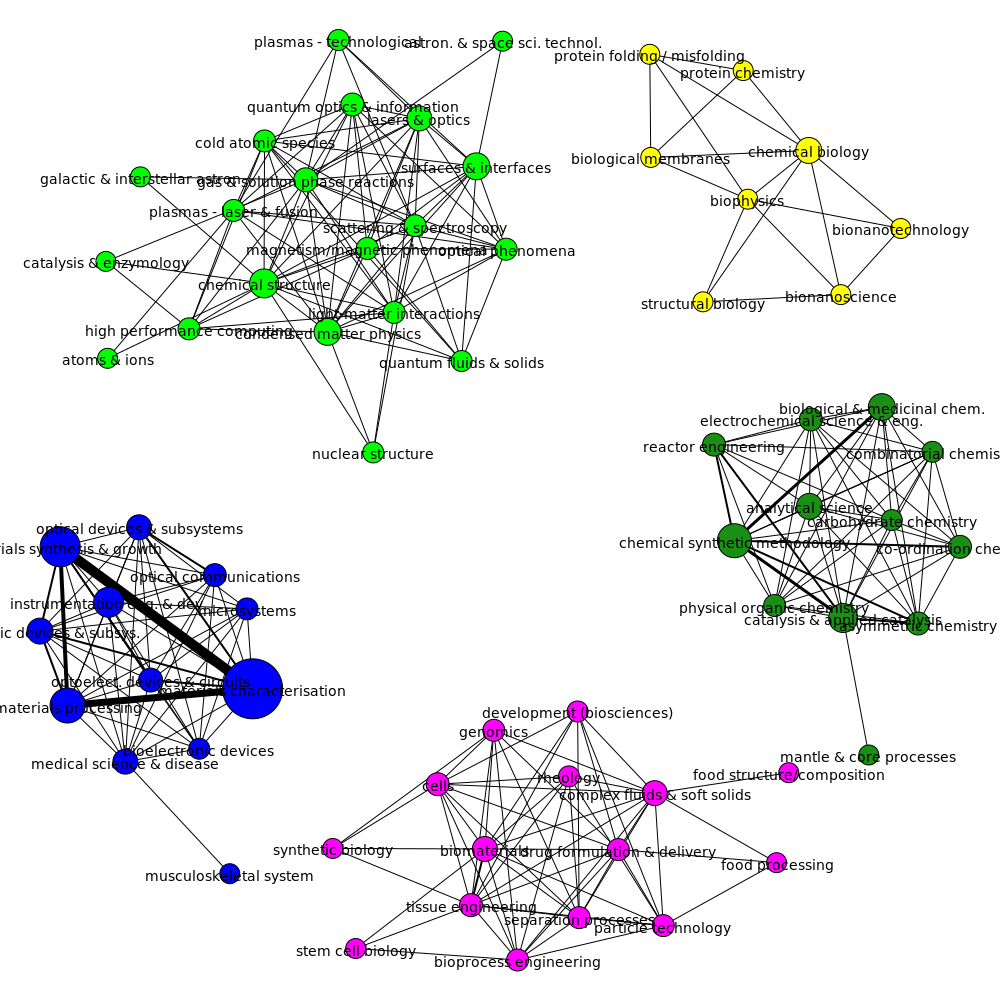 plasmas - technological
astron. & space sci. technol.
protein folding / misfolding
protein chemistry
quantum optics & information
lasers & optics
cold atomic species
chemical biology
biological membranes
surfaces & interfaces
galactic & interstellar astron.
gas & solution phase reactions
biophysics
plasmas - laser & fusion
scattering & spectroscopy
bionanotechnology
magnetism/magnetic phenomena
optical phenomena
catalysis & enzymology
chemical structure
bionanoscience
structural biology
light-matter interactions
high performance computing
condensed matter physics
atoms & ions
quantum fluids & solids
biological & medicinal chem.
electrochemical science & eng.
reactor engineering
combinatorial chemis
nuclear structure
analytical science
carbohydrate chemistry
optical devices & subsystems
chemical synthetic methodology
rials synthesis & growth
co-ordination che
optical communications
instrumentation eng. & dev.
microsystems
physical organic chemistry
catalysis & applied catalysis
asymmetric chemistry
ic devices & subsys.
optoelect. devices & circuits
materials characterisation
materials processing
development (biosciences)
genomics
bioelectronic devices
mantle & core processes
medical science & disease
food structure/composition
rheology
cells
complex fluids & soft solids
synthetic biology
biomaterials
drug formulation & delivery
food processing
musculoskeletal system
tissue engineering
separation processes
particle technology
stem cell biology
bioprocess engineering